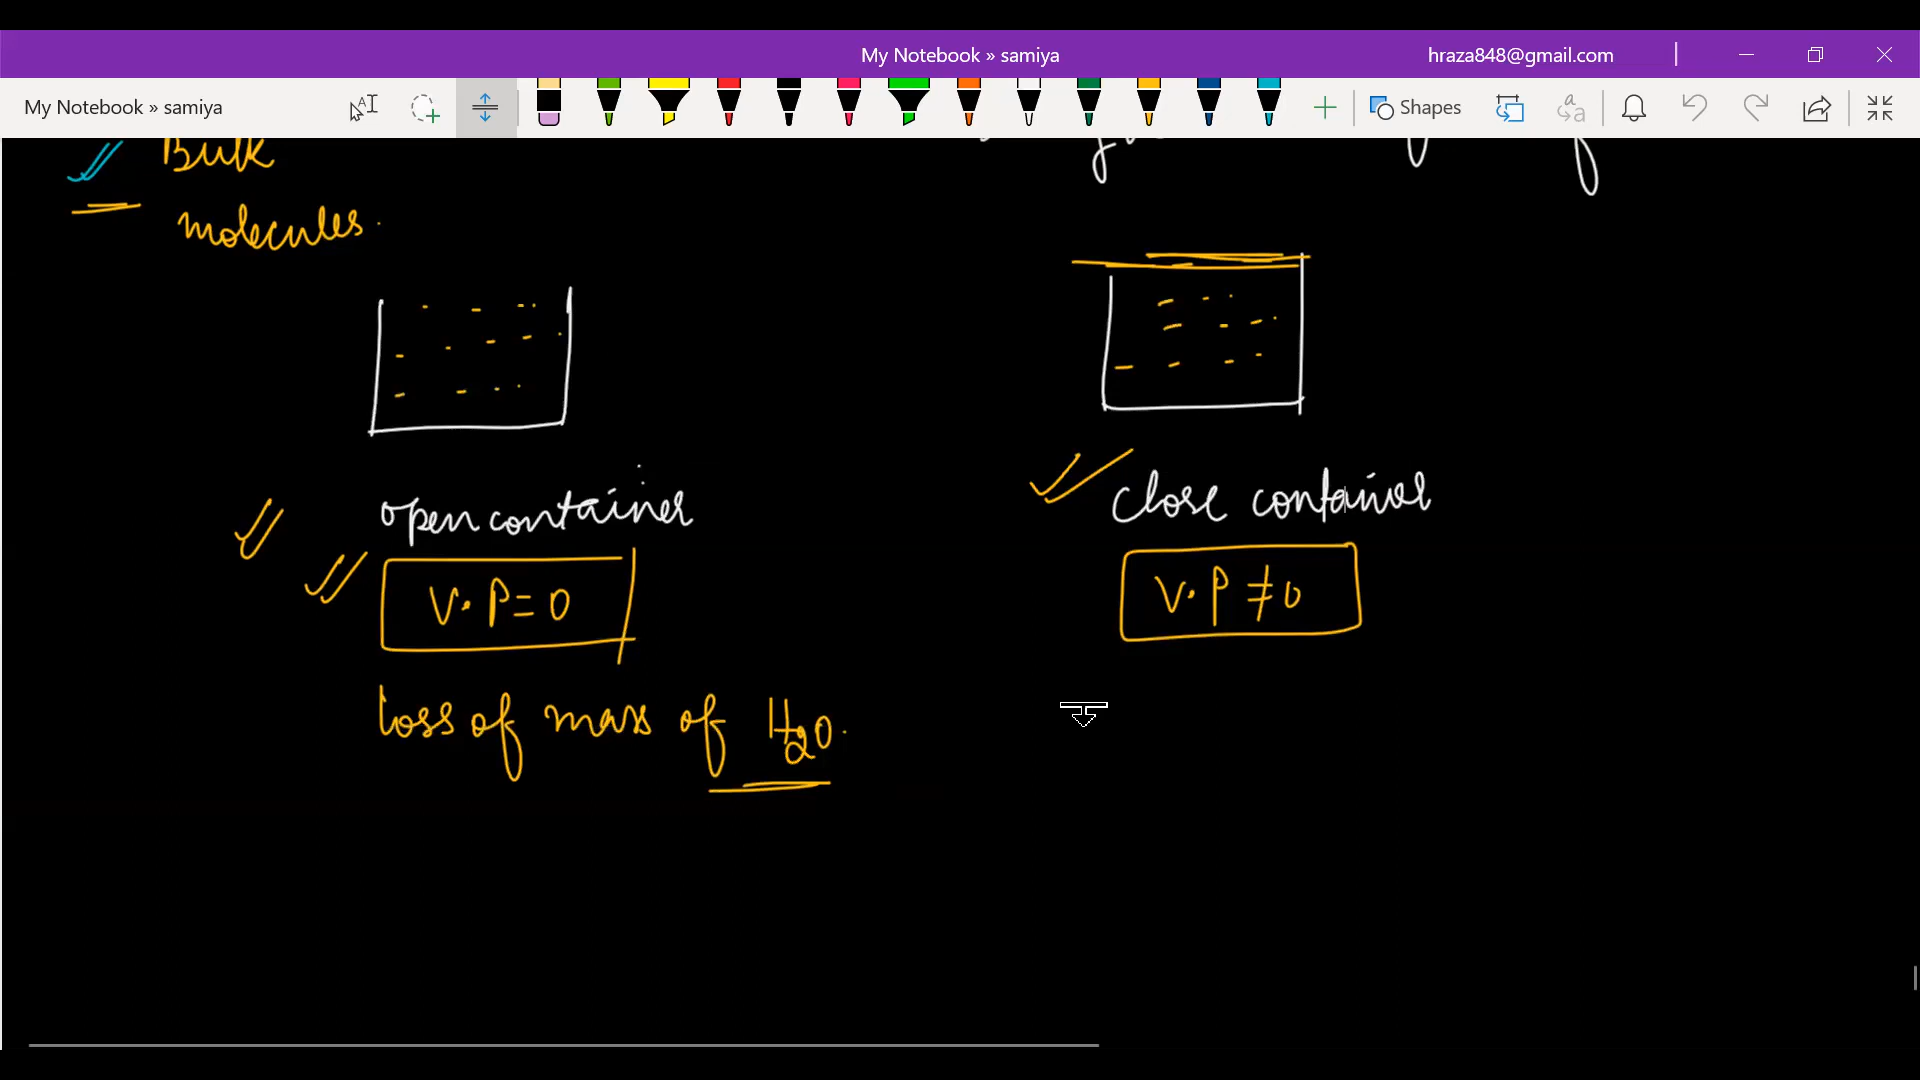 My Notebook » samiya
hraza848@gmail.com
My Notebook » samiya
Shapes
Bulk
molecules.
open container
close container
V.P=0
V.P ≠ 0
loss of mass of H2O.